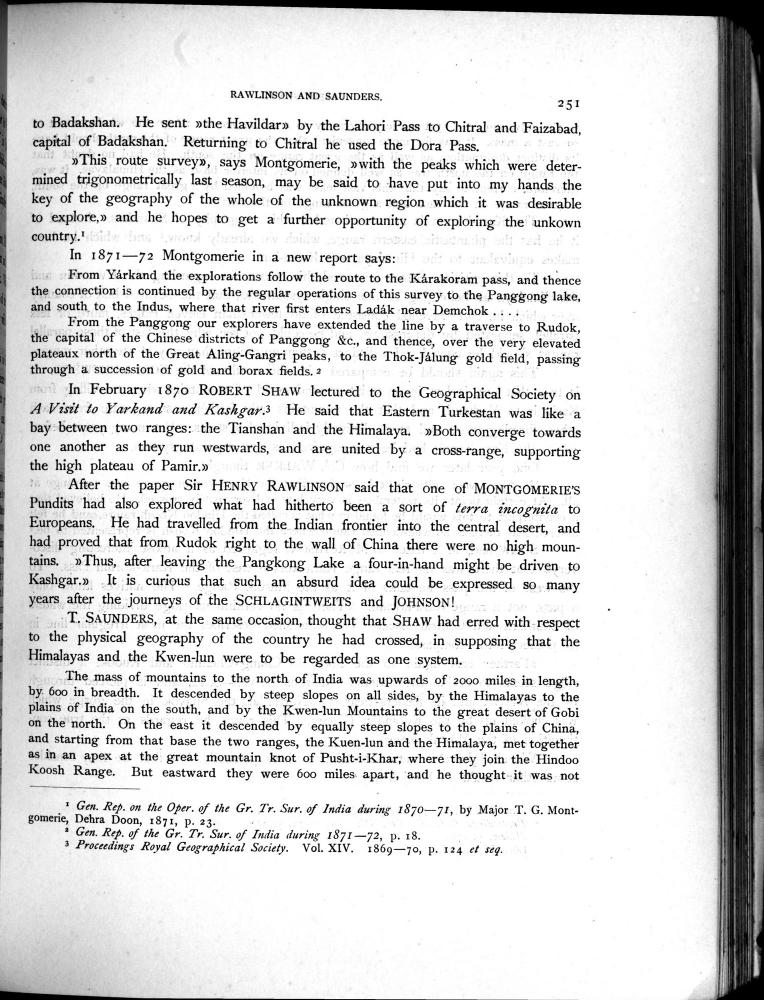 RAWLINSON AND SAUNDERS.
251
to Badakshan. He sent »the Havildar» by the Lahori Pass to Chitral and Faizabad,
capital of Badakshan. Returning to Chitral he used the Dora Pass.
»This route survey», says Montgomerie, »with the peaks which were deter-
mined trigonometrically last season, may be said to have put into my hands the
key of the geography of the whole of the unknown region which it was desirable
to explore,» and he hopes to get a further opportunity of exploring the unkown
country.¹
In 1871—72 Montgomerie in a new report says:
From Yárkand the explorations follow the route to the Kárakoram pass, and thence
the connection is continued by the regular operations of this survey to the Panggong lake,
and south to the Indus, where that river first enters Ladák near Demchok . . . .
From the Panggong our explorers have extended the line by a traverse to Rudok,
the capital of the Chinese districts of Panggong &c., and thence, over the very elevated
plateaux north of the Great Aling-Gangri peaks, to the Thok-Jálung gold field, passing
through a succession of gold and borax fields. ²
In February 1870 ROBERT SHAW lectured to the Geographical Society on
A Visit to Yarkand and Kashgar.³ He said that Eastern Turkestan was like a
bay between two ranges: the Tianshan and the Himalaya. »Both converge towards
one another as they run westwards, and are united by a cross-range, supporting
the high plateau of Pamir.»
After the paper Sir HENRY RAWLINSON said that one of MONTGOMERIE'S
Pundits had also explored what had hitherto been a sort of terra incognita to
Europeans. He had travelled from the Indian frontier into the central desert, and
had proved that from Rudok right to the wall of China there were no high moun-
tains. »Thus, after leaving the Pangkong Lake a four-in-hand might be driven to
Kashgar.» It is curious that such an absurd idea could be expressed so many
years after the journeys of the SCHLAGINTWEITS and JOHNSON!
T. SAUNDERS, at the same occasion, thought that SHAW had erred with respect
to the physical geography of the country he had crossed, in supposing that the
Himalayas and the Kwen-lun were to be regarded as one system.
The mass of mountains to the north of India was upwards of 2000 miles in length,
by 600 in breadth. It descended by steep slopes on all sides, by the Himalayas to the
plains of India on the south, and by the Kwen-lun Mountains to the great desert of Gobi
on the north. On the east it descended by equally steep slopes to the plains of China,
and starting from that base the two ranges, the Kuen-lun and the Himalaya, met together
as in an apex at the great mountain knot of Pusht-i-Khar, where they join the Hindoo
Koosh Range. But eastward they were 600 miles apart, and he thought it was not
¹ Gen. Rep. on the Oper. of the Gr. Tr. Sur. of India during 1870—71, by Major T. G. Mont-
gomerie, Dehra Doon, 1871, p. 23.
² Gen. Rep. of the Gr. Tr. Sur. of India during 1871—72, p. 18.
³ Proceedings Royal Geographical Society. Vol. XIV. 1869—70, p. 124 et seq.